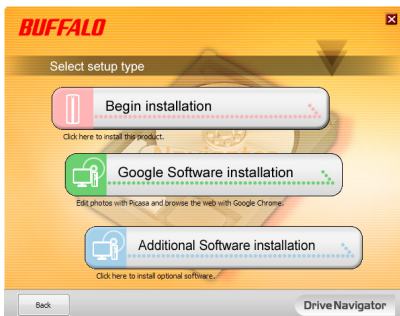 BUFFALO
Select setup type
Begin installation
Click here to install this product.
Google Software installation
Edit photos with Picasa and browse the web with Google Chrome.
Additional Software installation
Click here to install optional software.
Back
DriveNavigator